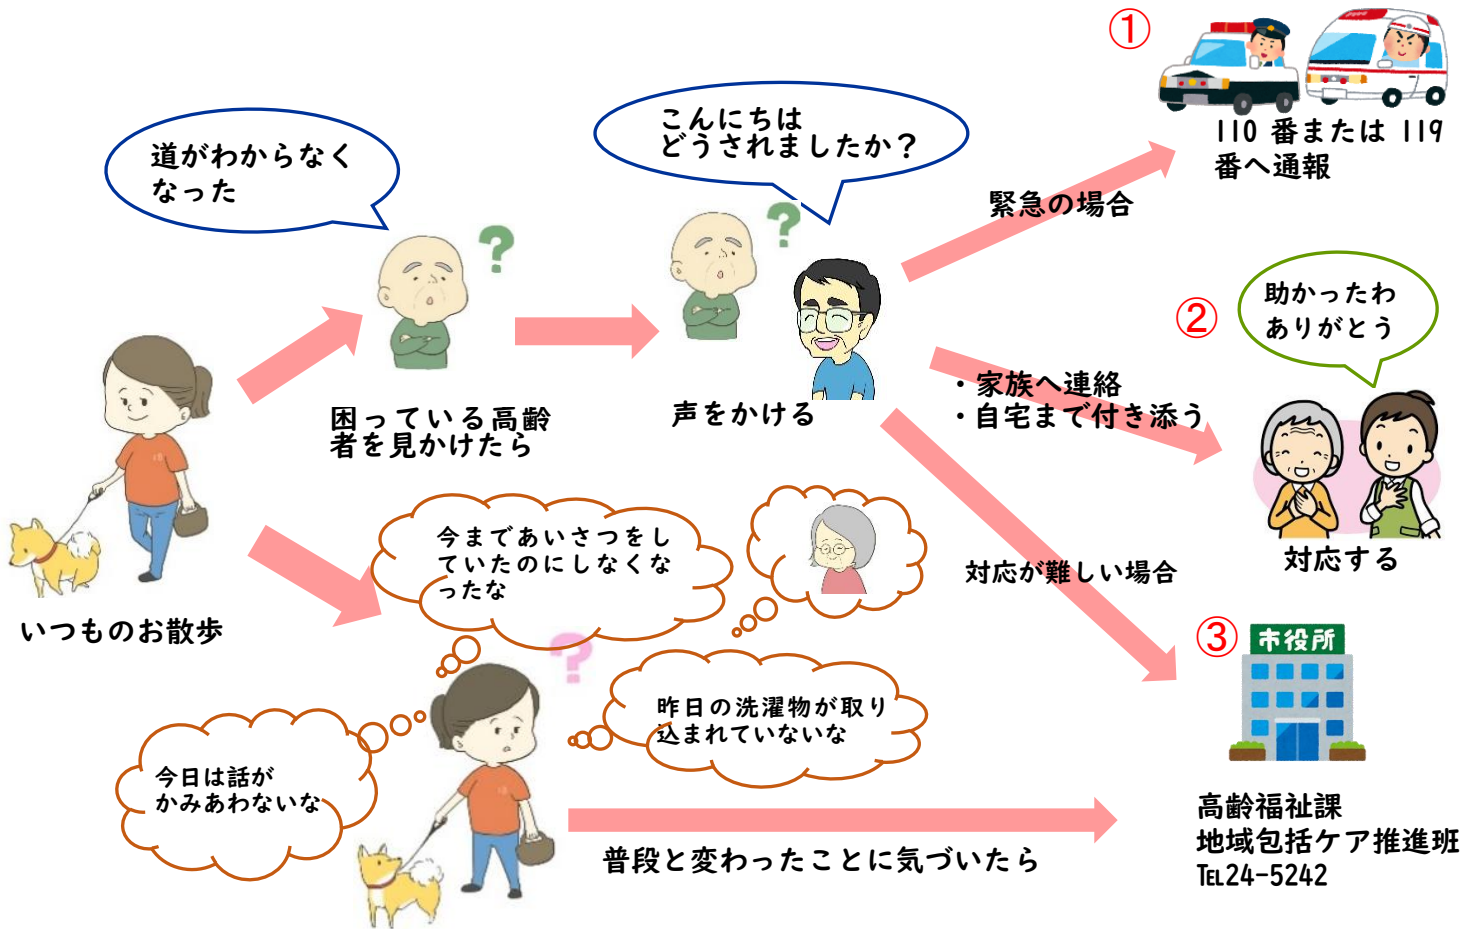 道がわからなく
なった
こんにちは
どうされましたか？
①
110 番または 119
番へ通報
緊急の場合
②
助かったわ
ありがとう
・家族へ連絡
・自宅まで付き添う
困っている高齢
者を見かけたら
声をかける
対応する
いつものお散歩
今まであいさつをし
ていたのにしなくな
ったな
対応が難しい場合
③
市役所
昨日の洗濯物が取り
込まれていないな
今日は話が
かみあわないな
普段と変わったことに気づいたら
高齢福祉課
地域包括ケア推進班
℡24-5242